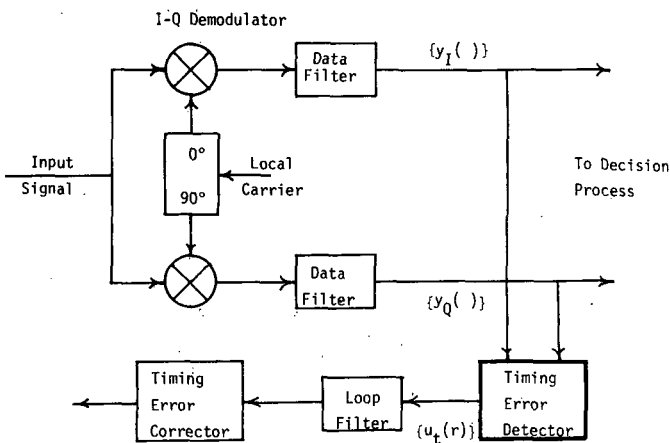 I-Q Demodulator
Data
Filter
{y_I( )}
Input
Signal
0°
90°
Local
Carrier
To Decision
Process
Data
Filter
{y_Q( )}
Timing
Error
Corrector
Loop
Filter
{u_t(r)}
Timing
Error
Detector